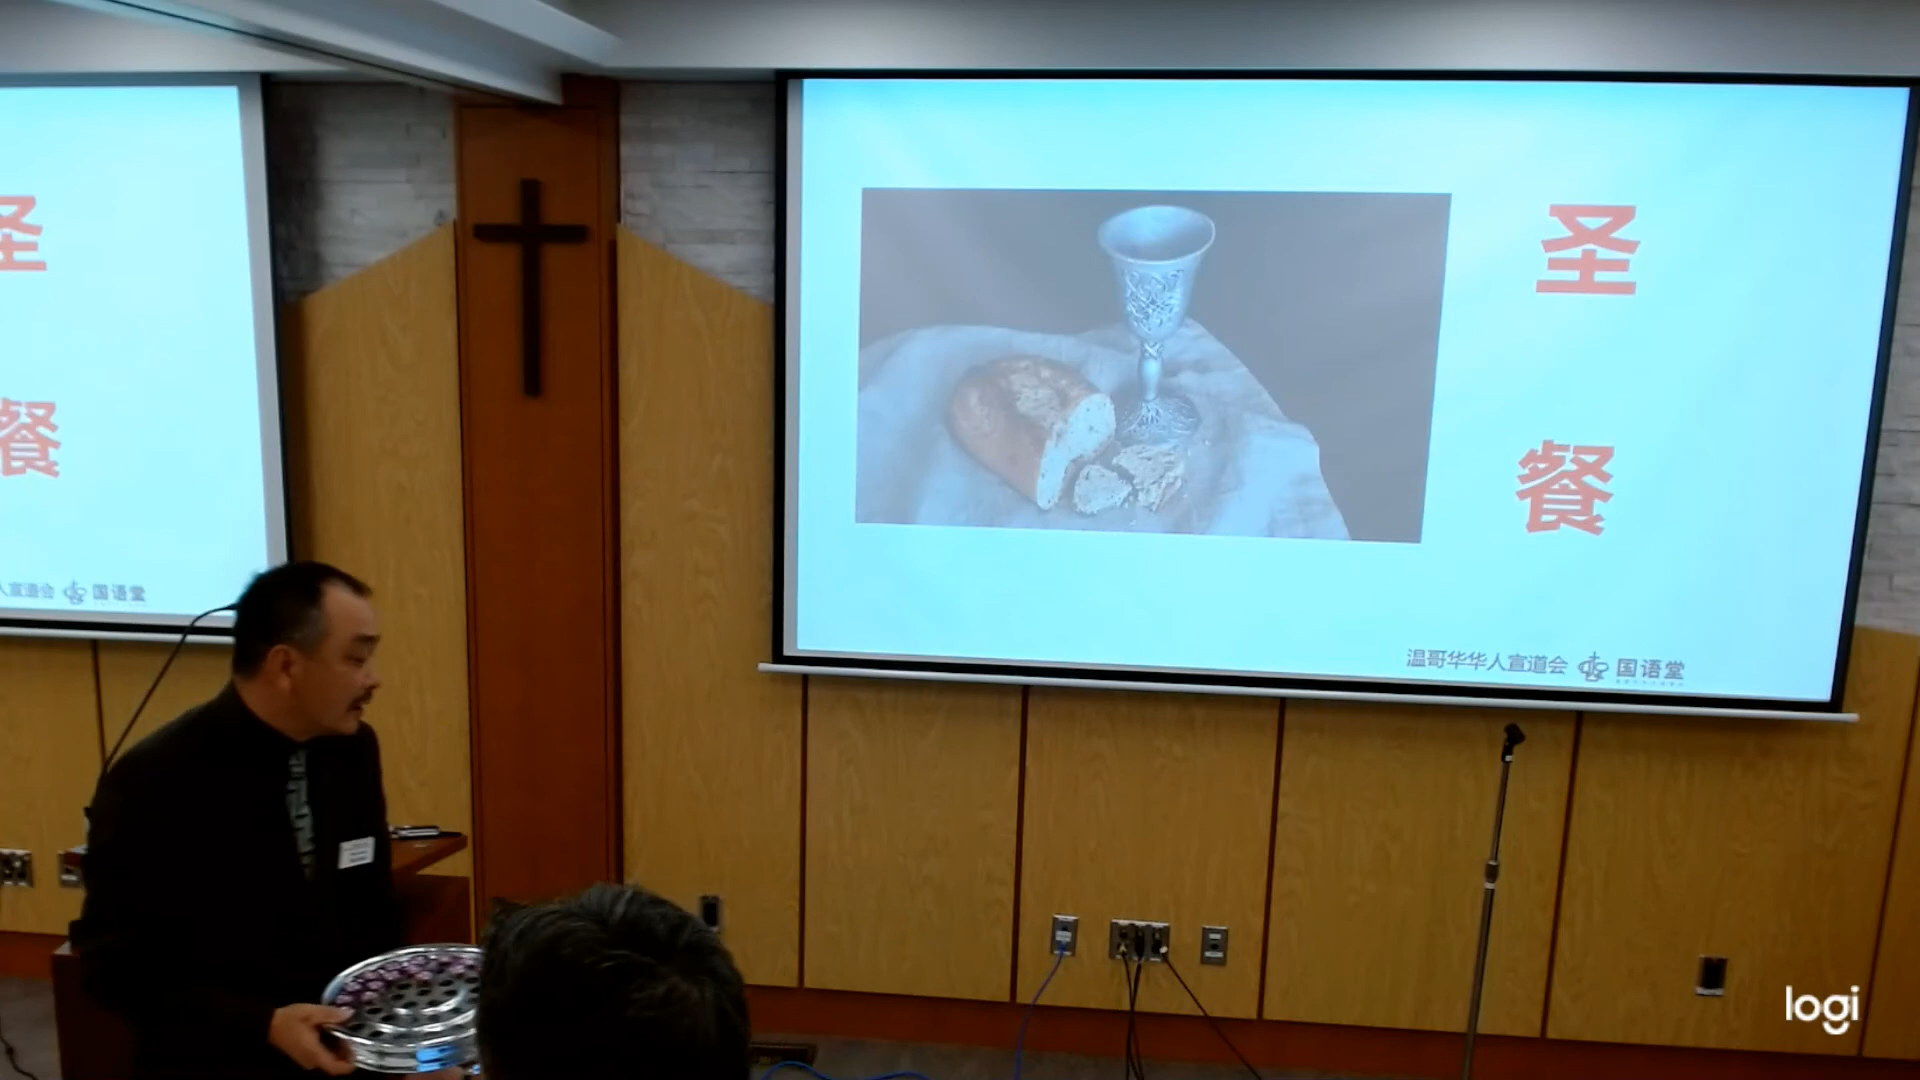 圣
餐
人宣道会 国语堂
圣
餐
温哥华华人宣道会 国语堂
logi